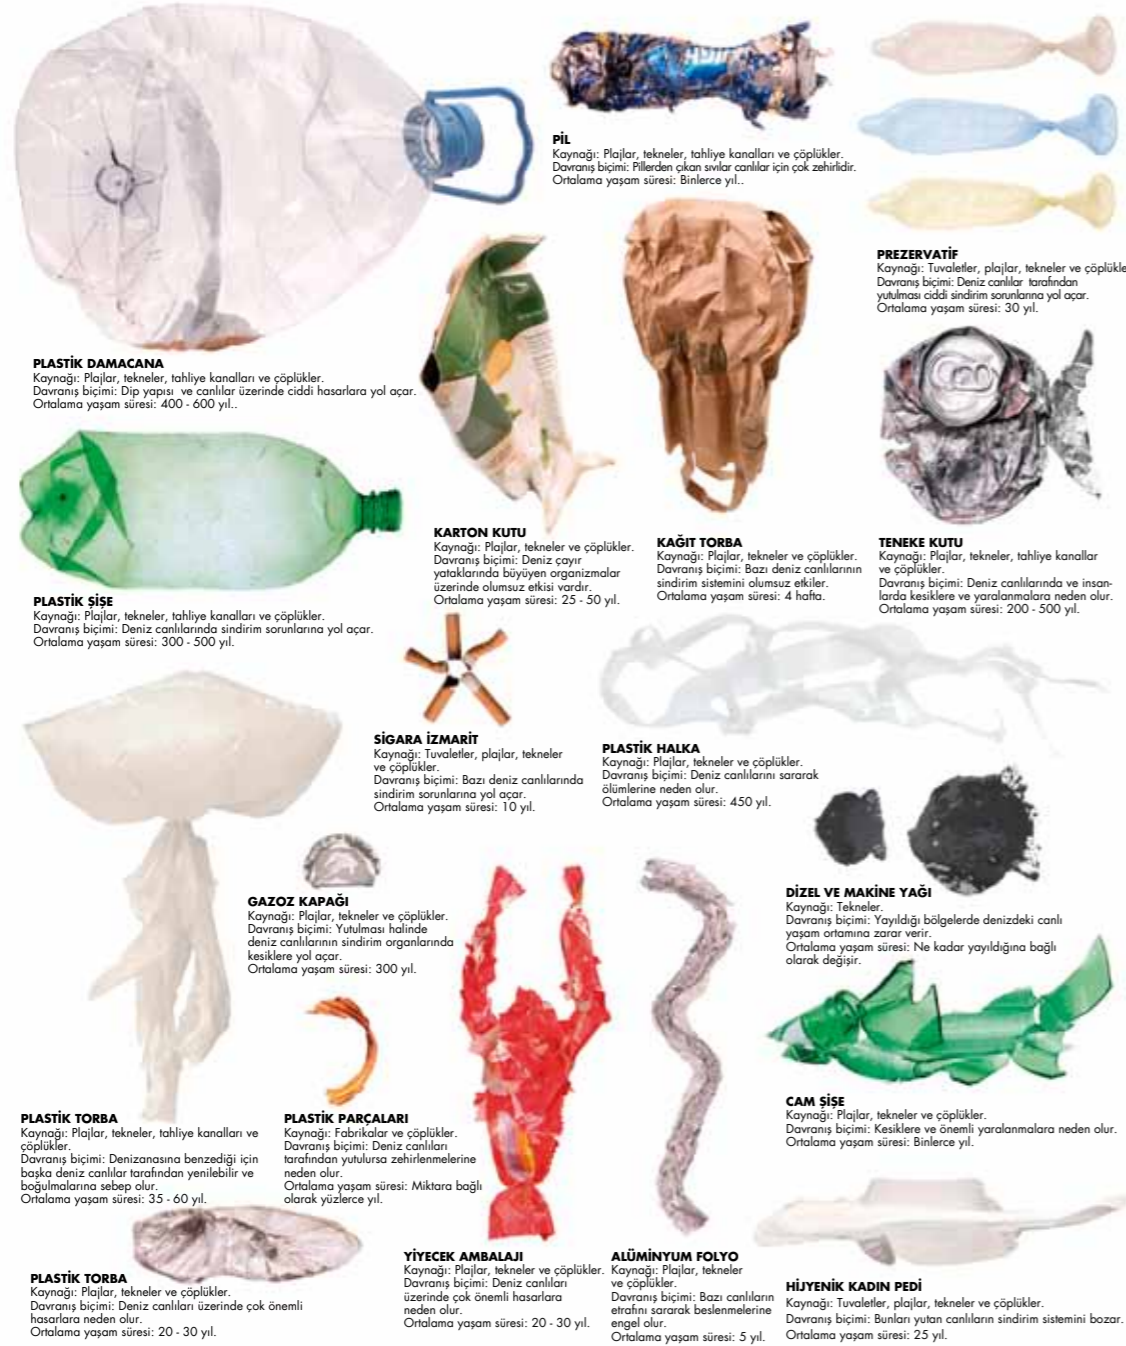 PİL
Kaynağı: Plajlar, tekneler, tahliye kanalları ve çöplükler.
Davranış biçimi: Pillerden çıkan sıvılar canlılar için çok zehirlidir.
Ortalama yaşam süresi: Binlerce yıl..
PREZERVATİF
Kaynağı: Tuvaletler, plajlar, tekneler ve çöplükle
Davranış biçimi: Deniz canlılar tarafından
yutulması ciddi sindirim sorunlarına yol açar.
Ortalama yaşam süresi: 30 yıl.
PLASTİK DAMACANA
Kaynağı: Plajlar, tekneler, tahliye kanalları ve çöplükler.
Davranış biçimi: Dip yapısı ve canlılar üzerinde ciddi hasarlara yol açar.
Ortalama yaşam süresi: 400 - 600 yıl..
KARTON KUTU
Kaynağı: Plajlar, tekneler ve çöplükler.
Davranış biçimi: Deniz çayır
yataklarında büyüyen organizmalar
üzerinde olumsuz etkisi vardır.
Ortalama yaşam süresi: 25 - 50 yıl.
KAĞIT TORBA
Kaynağı: Plajlar, tekneler ve çöplükler.
Davranış biçimi: Bazı deniz canlılarının
sindirim sistemini olumsuz etkiler.
Ortalama yaşam süresi: 4 hafta.
TENEKE KUTU
Kaynağı: Plajlar, tekneler, tahliye kanallar
ve çöplükler.
Davranış biçimi: Deniz canlılarında ve insan-
larda kesiklere ve yaralanmalara neden olur.
Ortalama yaşam süresi: 200 - 500 yıl.
PLASTİK ŞİŞE
Kaynağı: Plajlar, tekneler, tahliye kanalları ve çöplükler.
Davranış biçimi: Deniz canlılarında sindirim sorunlarına yol açar.
Ortalama yaşam süresi: 300 - 500 yıl.
SİGARA İZMARİT
Kaynağı: Tuvaletler, plajlar, tekneler
ve çöplükler.
Davranış biçimi: Bazı deniz canlılarında
sindirim sorunlarına yol açar.
Ortalama yaşam süresi: 10 yıl.
PLASTİK HALKA
Kaynağı: Plajlar, tekneler ve çöplükler.
Davranış biçimi: Deniz canlılarını sararak
ölümlerine neden olur.
Ortalama yaşam süresi: 450 yıl.
GAZOZ KAPAĞI
Kaynağı: Plajlar, tekneler ve çöplükler.
Davranış biçimi: Yutulması halinde
deniz canlılarının sindirim organlarında
kesiklere yol açar.
Ortalama yaşam süresi: 300 yıl.
DİZEL VE MAKİNE YAĞI
Kaynağı: Tekneler.
Davranış biçimi: Yayıldığı bölgelerde denizdeki canlı
yaşam ortamına zarar verir.
Ortalama yaşam süresi: Ne kadar yayıldığına bağlı
olarak değişir.
PLASTİK TORBA
Kaynağı: Plajlar, tekneler, tahliye kanalları ve
çöplükler.
Davranış biçimi: Denizanasına benzediği için
başka deniz canlılar tarafından yenilebilir ve
boğulmalarına sebep olur.
Ortalama yaşam süresi: 35 - 60 yıl.
PLASTİK PARÇALARI
Kaynağı: Fabrikalar ve çöplükler.
Davranış biçimi: Deniz canlıları
tarafından yutulursa zehirlenmelerine
neden olur.
Ortalama yaşam süresi: Miktara bağlı
olarak yüzlerce yıl.
CAM ŞİŞE
Kaynağı: Plajlar, tekneler ve çöplükler.
Davranış biçimi: Kesiklere ve önemli yaralanmalara neden olur.
Ortalama yaşam süresi: Binlerce yıl.
PLASTİK TORBA
Kaynağı: Plajlar, tekneler ve çöplükler.
Davranış biçimi: Deniz canlıları üzerinde çok önemli
hasarlara neden olur.
Ortalama yaşam süresi: 20 - 30 yıl.
YİYECEK AMBALAJI
Kaynağı: Plajlar, tekneler ve çöplükler.
Davranış biçimi: Deniz canlıları
üzerinde çok önemli hasarlara
neden olur.
Ortalama yaşam süresi: 20 - 30 yıl.
ALÜMİNYUM FOLYO
Kaynağı: Plajlar, tekneler
ve çöplükler.
Davranış biçimi: Bazı canlıların
etrafını sararak beslenmelerine
engel olur.
Ortalama yaşam süresi: 5 yıl.
HİJYENİK KADIN PEDİ
Kaynağı: Tuvaletler, plajlar, tekneler ve çöplükler.
Davranış biçimi: Bunları yutan canlıların sindirim sistemini bozar.
Ortalama yaşam süresi: 25 yıl.